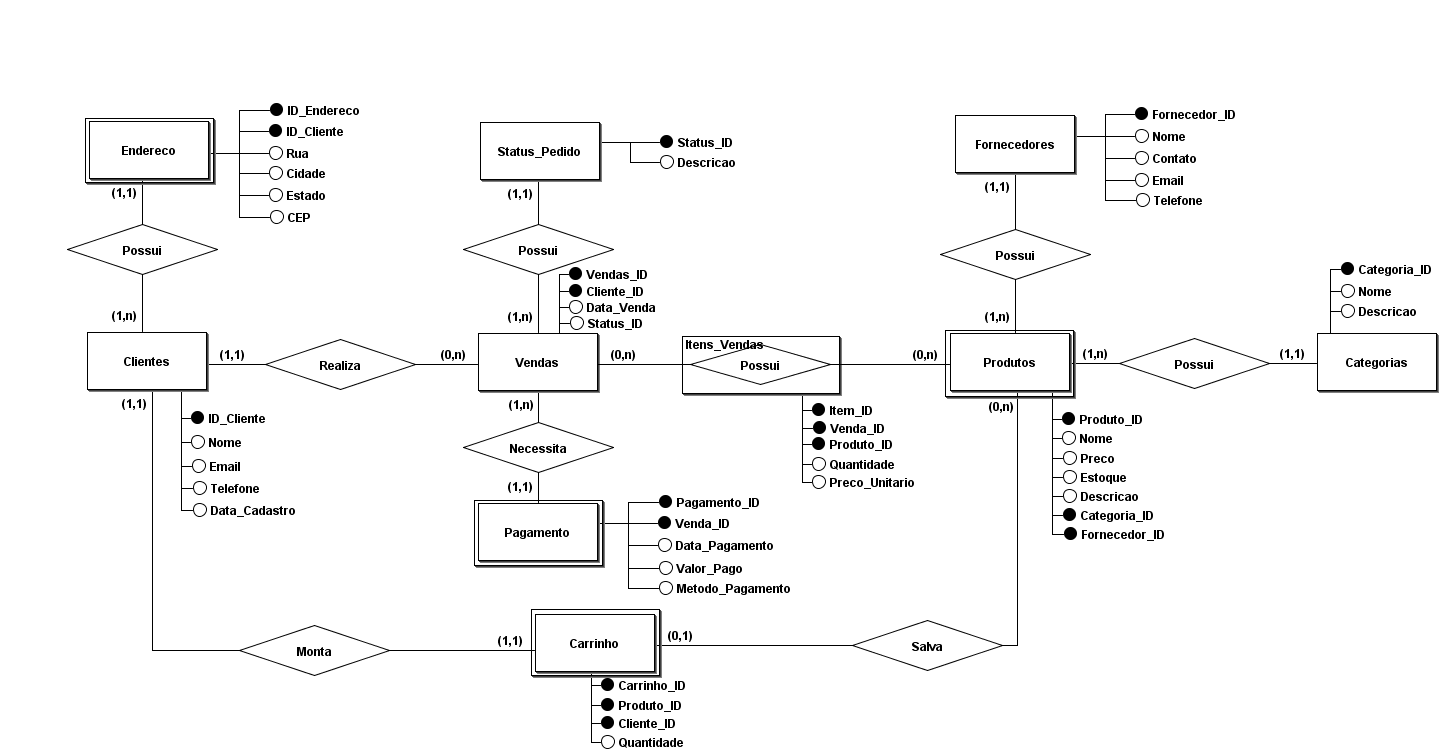 Endereco
ID_Endereco
ID_Cliente
Rua
Cidade
Estado
CEP
(1,1)
Possui
(1,n)
Status_Pedido
Status_ID
Descricao
(1,1)
Possui
(1,n)
Fornecedores
Fornecedor_ID
Nome
Contato
Email
Telefone
(1,1)
Possui
(1,n)
Clientes
(1,1)
Realiza
(0,n)
Vendas
Vendas_ID
Cliente_ID
Data_Venda
Status_ID
(0,n)
Itens_Vendas
Possui
(0,n)
Produtos
(1,n)
Possui
(1,1)
Categorias
Categoria_ID
Nome
Descricao
(1,1)
ID_Cliente
Nome
Email
Telefone
Data_Cadastro
(1,n)
Necessita
(1,1)
Pagamento
Pagamento_ID
Venda_ID
Data_Pagamento
Valor_Pago
Metodo_Pagamento
Item_ID
Venda_ID
Produto_ID
Quantidade
Preco_Unitario
(0,n)
Produto_ID
Nome
Preco
Estoque
Descricao
Categoria_ID
Fornecedor_ID
Monta
(1,1)
Carrinho
(0,1)
Salva
Carrinho_ID
Produto_ID
Cliente_ID
Quantidade